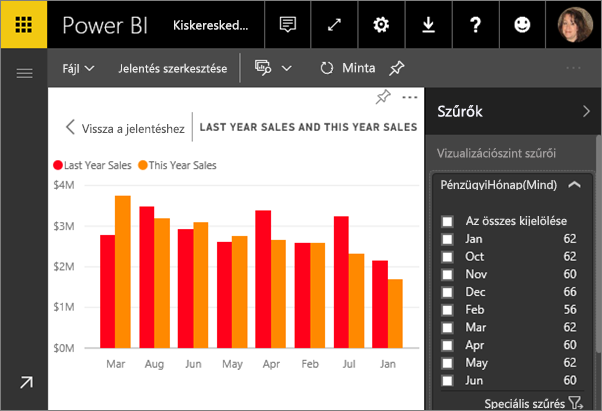 Power BI Kiskeresked...
Fájl Jelentés szerkesztése Minta
Vissza a jelentéshez LAST YEAR SALES AND THIS YEAR SALES
Last Year Sales This Year Sales
$4M
$3M
$2M
$1M
$0M
Mar Aug Jun May Apr Feb Jul Jan
Szűrők
Vizualizációszint szűrői
PénzügyiHónap(Mind)
Az összes kijelölése
Jan 62
Oct 62
Nov 60
Dec 66
Feb 56
Mar 62
Apr 60
May 62
Jun 60
Speciális szűrés